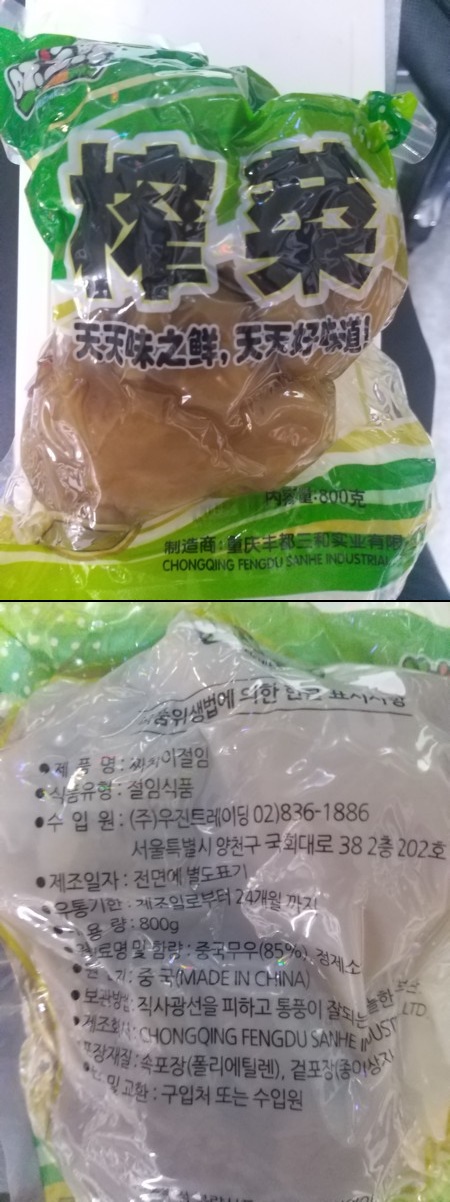 榨菜
天天味之鲜，天天好味道!
内容量:800克
制造商:重庆丰都三和实业有限
CHONGQING FENGDU SANHE INDUSTRIAL
품위생법에 의한 한글 표시사항
● 제 품 명 : 이절임
● 식품유형 : 절임식품
● 수 입 원 : (주)우진트레이딩 02)836-1886
서울특별시 양천구 국회대로 38 2층 202호
● 제조일자 : 전면에 별도표기
● 유통기한 : 제조일로부터 24개월 까지
용 량 : 800g
료명 및 함량 : 중국무우(85%), 정제소
중 국(MADE IN CHINA)
● 보관방법 : 직사광선을 피하고 통풍이 잘되는 늘한
● 제조회사 : CHONGQING FENGDU SANHE INDUST LTD
포장재질 : 속포장(폴리에틸렌), 겉포장(종이상자)
및 교환 : 구입처 또는 수입원